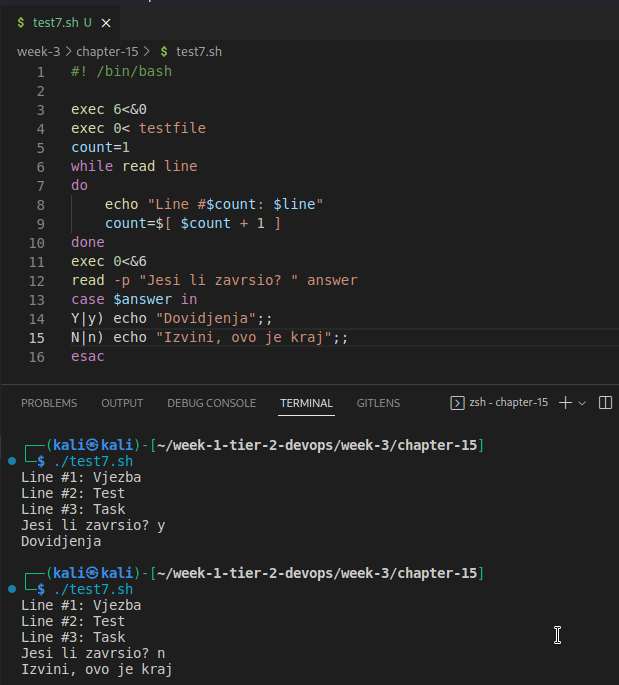 $ test7.sh U ×
week-3 > chapter-15 > $ test7.sh
1 #! /bin/bash
2
3 exec 6<&0
4 exec 0< testfile
5 count=1
6 while read line
7 do
8     echo "Line #$count: $line"
9     count=$[ $count + 1 ]
10 done
11 exec 0<&6
12 read -p "Jesi li zavrsio? " answer
13 case $answer in
14 Y|y) echo "Dovidjenja";;
15 N|n) echo "Izvini, ovo je kraj";;
16 esac
PROBLEMS OUTPUT DEBUG CONSOLE TERMINAL GITLENS zsh - chapter-15
┌──(kali㉿kali)-[~/week-1-tier-2-devops/week-3/chapter-15]
└─$ ./test7.sh
Line #1: Vjezba
Line #2: Test
Line #3: Task
Jesi li zavrsio? y
Dovidjenja
┌──(kali㉿kali)-[~/week-1-tier-2-devops/week-3/chapter-15]
└─$ ./test7.sh
Line #1: Vjezba
Line #2: Test
Line #3: Task
Jesi li zavrsio? n
Izvini, ovo je kraj